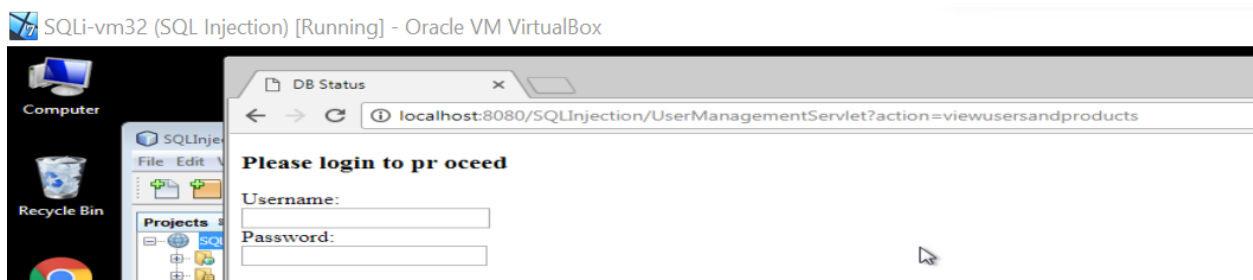 SQLi-vm32 (SQL Injection) [Running] - Oracle VM VirtualBox
Computer
DB Status
localhost:8080/SQLInjection/UserManagementServlet?action=viewusersandproducts
SQLInje
File Edit V
Please login to pr oceed
Username:
Recycle Bin
Projects
Password:
SQL